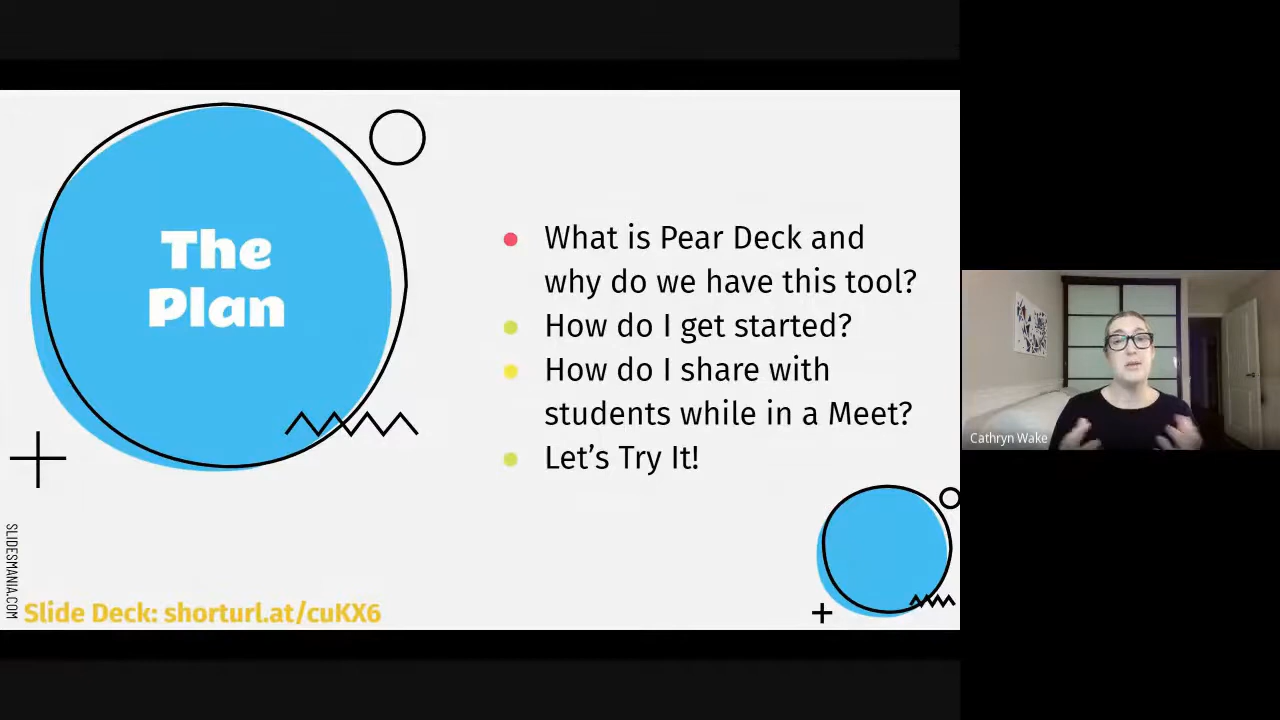 The
Plan
What is Pear Deck and
why do we have this tool?
How do I get started?
How do I share with
students while in a Meet?
Let’s Try It!
SLIDESMANIA.COM
Slide Deck: shorturl.at/cuKX6
Cathryn Wake